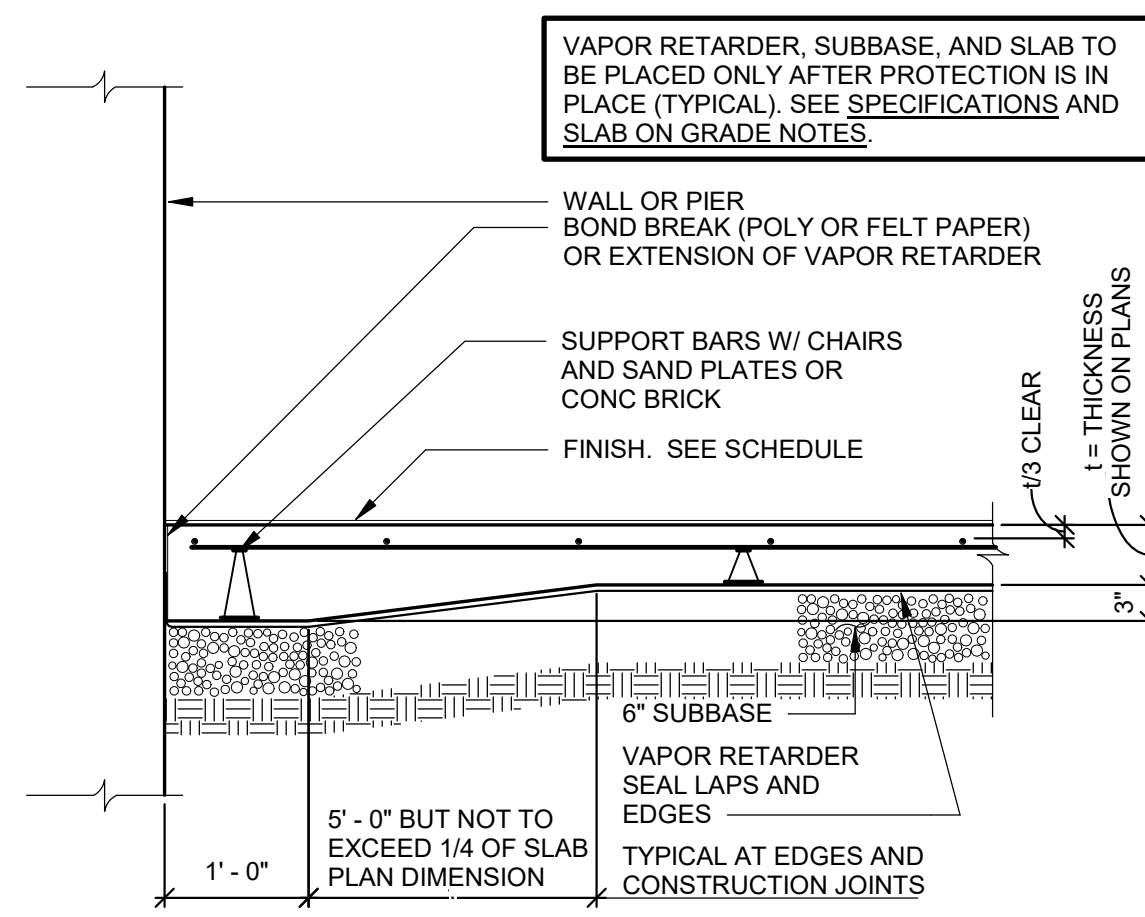 VAPOR RETARDER, SUBBASE, AND SLAB TO
BE PLACED ONLY AFTER PROTECTION IS IN
PLACE (TYPICAL). SEE SPECIFICATIONS AND
SLAB ON GRADE NOTES.
WALL OR PIER
BOND BREAK (POLY OR FELT PAPER)
OR EXTENSION OF VAPOR RETARDER
SUPPORT BARS W/ CHAIRS
AND SAND PLATES OR
CONC BRICK
FINISH. SEE SCHEDULE
t/3 CLEAR
t = THICKNESS
SHOWN ON PLANS
3"
6" SUBBASE
VAPOR RETARDER
SEAL LAPS AND
EDGES
TYPICAL AT EDGES AND
CONSTRUCTION JOINTS
5' - 0" BUT NOT TO
EXCEED 1/4 OF SLAB
PLAN DIMENSION
1' - 0"